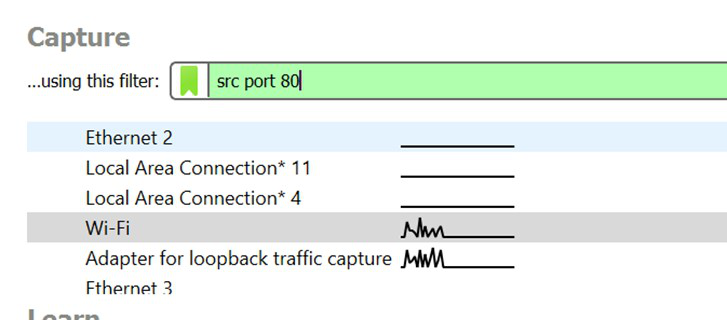 Capture
...using this filter: src port 80
Ethernet 2
Local Area Connection* 11
Local Area Connection* 4
Wi-Fi
Adapter for loopback traffic capture
Ethernet 3
Learn